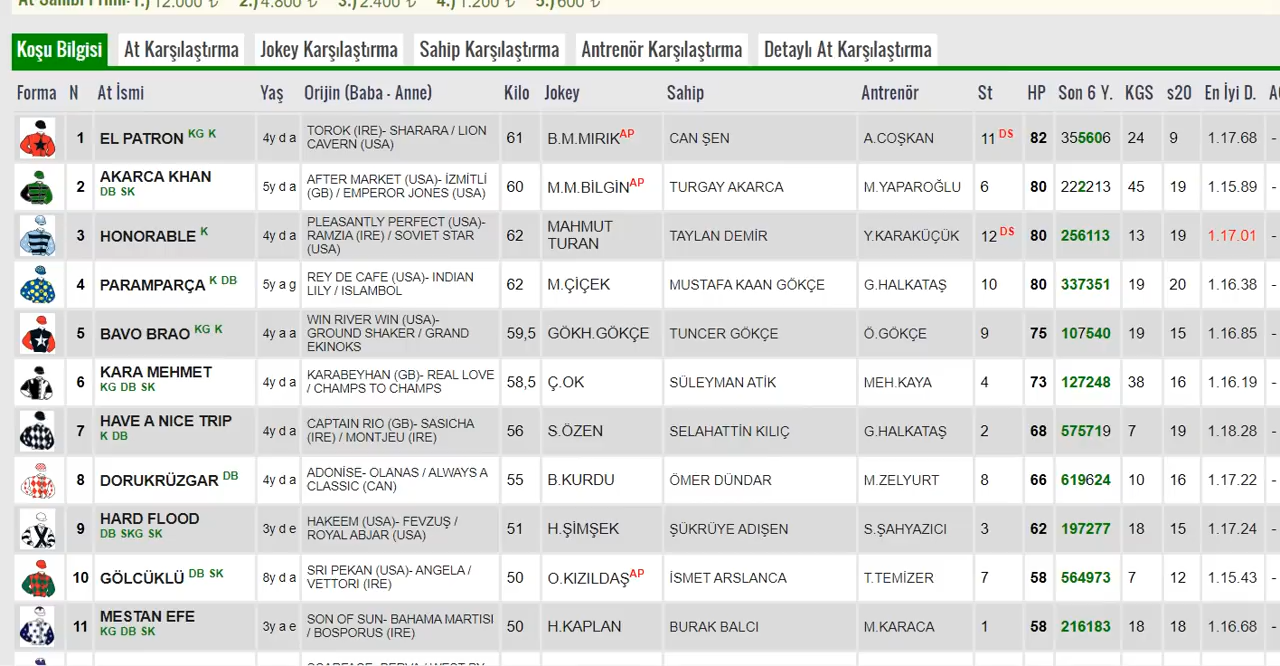 At Sahibi Primi: 1.) 12.000 ₺ 2.) 4.800 ₺ 3.) 2.400 ₺ 4.) 1.200 ₺ 5.) 600 ₺
Koşu Bilgisi At Karşılaştırma Jokey Karşılaştırma Sahip Karşılaştırma Antrenör Karşılaştırma Detaylı At Karşılaştırma
Forma N At İsmi Yaş Orijin (Baba - Anne) Kilo Jokey Sahip Antrenör St HP Son 6 Y. KGS s20 En İyi D.
1 EL PATRON KG K 4y d a TOROK (IRE)- SHARARA / LION CAVERN (USA) 61 B.M.MIRIK AP CAN ŞEN A.COŞKAN 11 DS 82 355606 24 9 1.17.68 -
2 AKARCA KHAN DB SK 5y d a AFTER MARKET (USA)- İZMİTLİ (GB) / EMPEROR JONES (USA) 60 M.M.BİLGİN AP TURGAY AKARCA M.YAPAROĞLU 6 80 222213 45 19 1.15.89 -
3 HONORABLE K 4y d a PLEASANTLY PERFECT (USA)- RAMZIA (IRE) / SOVIET STAR (USA) 62 MAHMUT TURAN TAYLAN DEMİR Y.KARAKÜÇÜK 12 DS 80 256113 13 19 1.17.01 -
4 PARAMPARÇA K DB 5y a g REY DE CAFE (USA)- INDIAN LILY / ISLAMBOL 62 M.ÇİÇEK MUSTAFA KAAN GÖKÇE G.HALKATAŞ 10 80 337351 19 20 1.16.38 -
5 BAVO BRAO KG K 4y a a WIN RIVER WIN (USA)- GROUND SHAKER / GRAND EKINOKS 59,5 GÖKH.GÖKÇE TUNCER GÖKÇE Ö.GÖKÇE 9 75 107540 19 15 1.16.85 -
6 KARA MEHMET KG DB SK 4y d a KARABEYHAN (GB)- REAL LOVE / CHAMPS TO CHAMPS 58,5 Ç.OK SÜLEYMAN ATİK MEH.KAYA 4 73 127248 38 16 1.16.19 -
7 HAVE A NICE TRIP K DB 4y d a CAPTAIN RIO (GB)- SASICHA (IRE) / MONTJEU (IRE) 56 S.ÖZEN SELAHATTİN KILIÇ G.HALKATAŞ 2 68 575719 7 19 1.18.28 -
8 DORUKRÜZGAR DB 4y d a ADONİSE- OLANAS / ALWAYS A CLASSIC (CAN) 55 B.KURDU ÖMER DÜNDAR M.ZELYURT 8 66 619624 10 16 1.17.22 -
9 HARD FLOOD DB SKG SK 3y d e HAKEEM (USA)- FEVZUŞ / ROYAL ABJAR (USA) 51 H.ŞİMŞEK ŞÜKRÜYE ADIŞEN S.ŞAHYAZICI 3 62 197277 18 15 1.17.24 -
10 GÖLCÜKLÜ DB SK 8y d a SRI PEKAN (USA)- ANGELA / VETTORI (IRE) 50 O.KIZILDAŞ AP İSMET ARSLANCA T.TEMİZER 7 58 564973 7 12 1.15.43 -
11 MESTAN EFE KG DB SK 3y a e SON OF SUN- BAHAMA MARTISI / BOSPORUS (IRE) 50 H.KAPLAN BURAK BALCI M.KARACA 1 58 216183 18 18 1.16.68 -